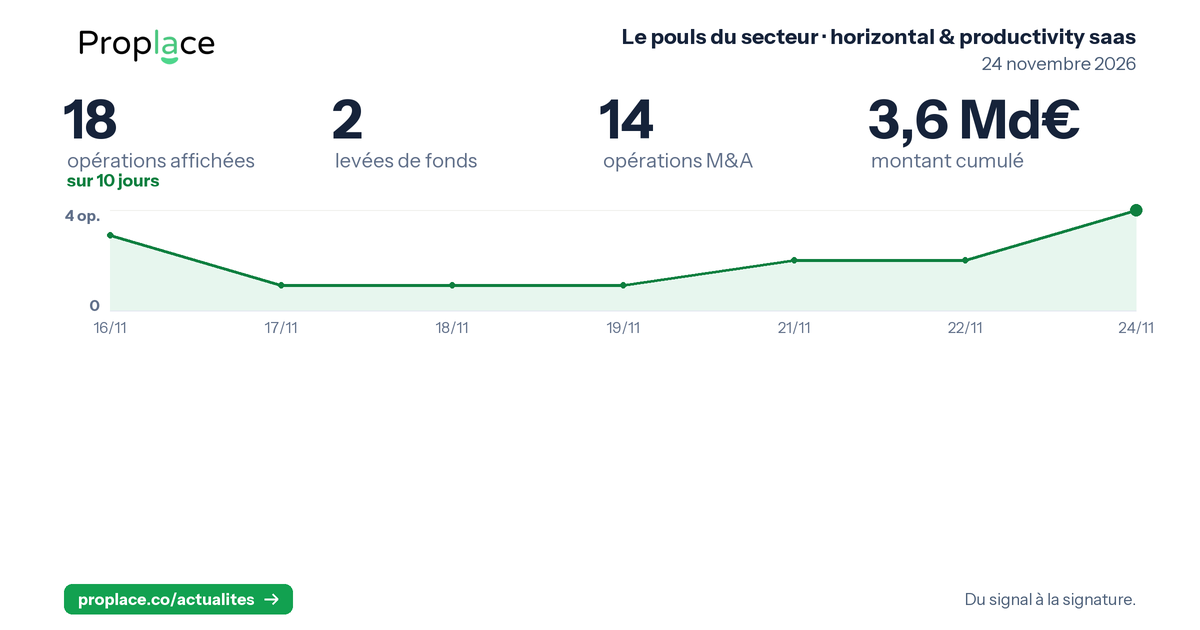 Proplace
Le pouls du secteur · horizontal & productivity saas
24 novembre 2026
18
opérations affichées
sur 10 jours
2
levées de fonds
14
opérations M&A
3,6 Md€
montant cumulé
4 op.
0
16/11
17/11
18/11
19/11
21/11
22/11
24/11
proplace.co/actualites →
Du signal à la signature.